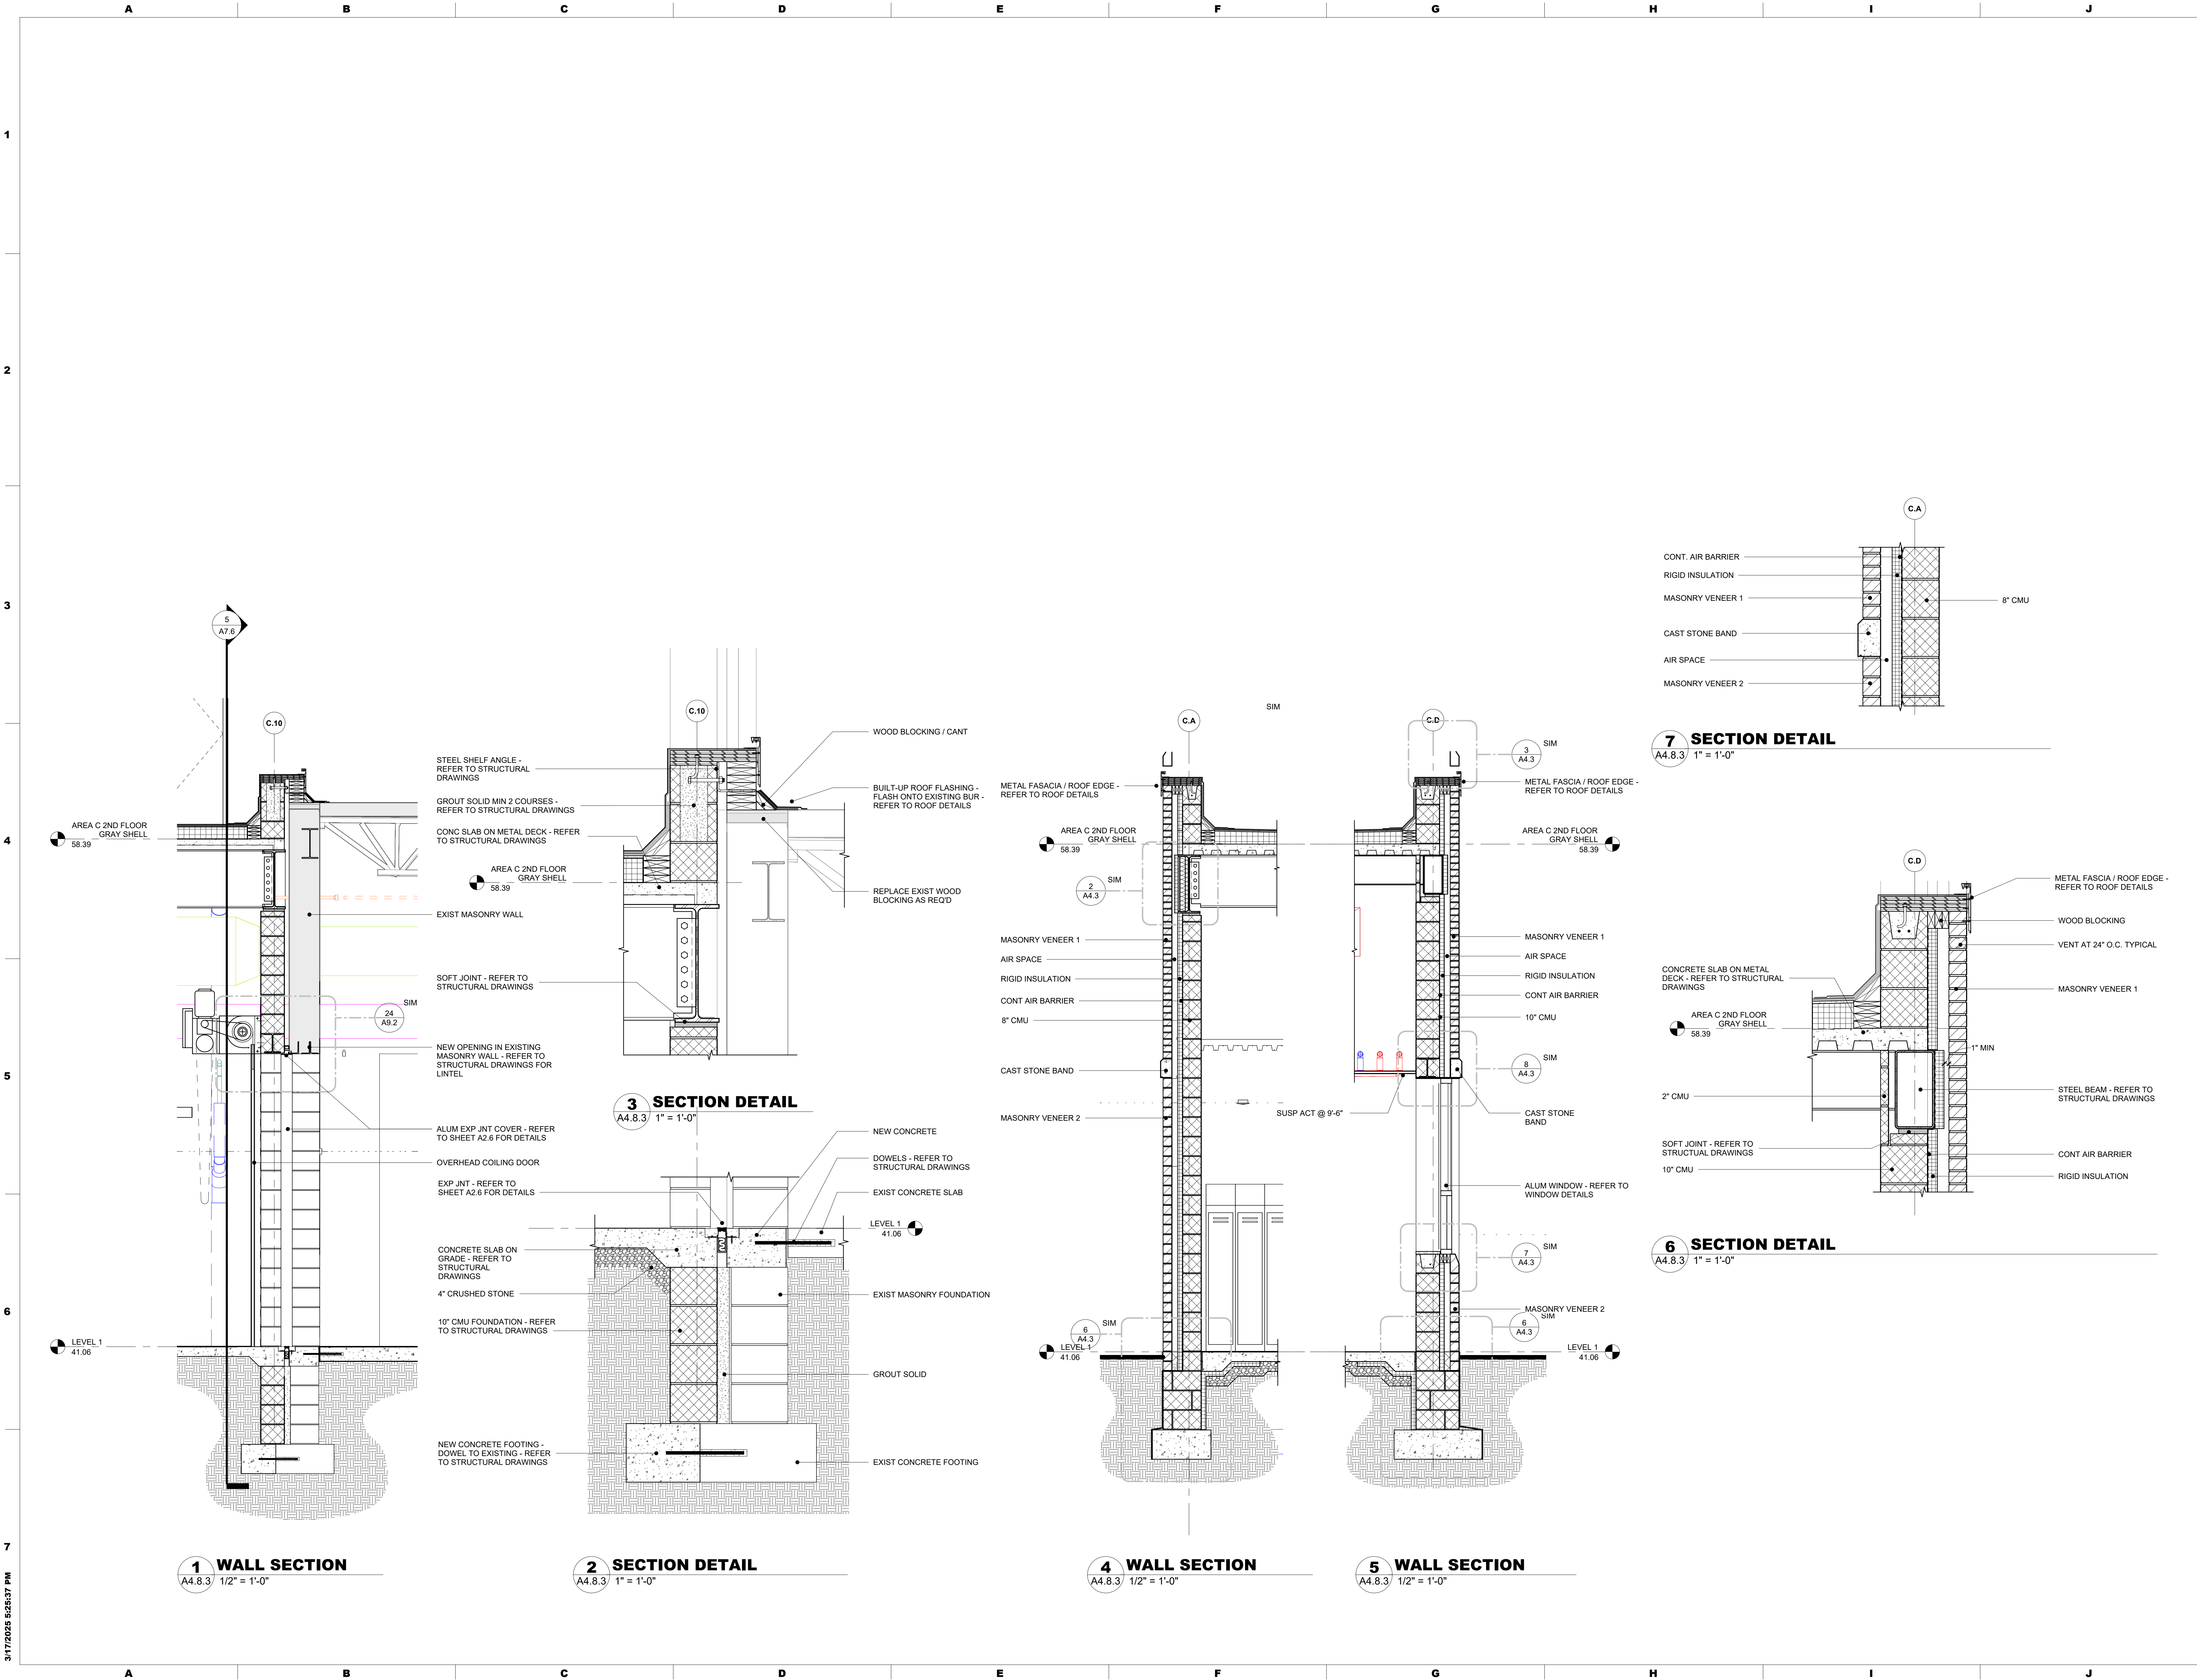 A B C D E F G H I J
1
2
3
4
5
6
7
3/17/2025 5:25:37 PM
5
A7.6
C.10
AREA C 2ND FLOOR
GRAY SHELL
58.39
EXIST MASONRY WALL
SIM
24
A9.2
NEW OPENING IN EXISTING
MASONRY WALL - REFER TO
STRUCTURAL DRAWINGS FOR
LINTEL
ALUM EXP JNT COVER - REFER
TO SHEET A2.6 FOR DETAILS
OVERHEAD COILING DOOR
LEVEL 1
41.06
1 WALL SECTION
A4.8.3 1/2" = 1'-0"
C.10
STEEL SHELF ANGLE -
REFER TO STRUCTURAL
DRAWINGS
GROUT SOLID MIN 2 COURSES -
REFER TO STRUCTURAL DRAWINGS
CONC SLAB ON METAL DECK - REFER
TO STRUCTURAL DRAWINGS
AREA C 2ND FLOOR
GRAY SHELL
58.39
SOFT JOINT - REFER TO
STRUCTURAL DRAWINGS
WOOD BLOCKING / CANT
BUILT-UP ROOF FLASHING -
FLASH ONTO EXISTING BUR -
REFER TO ROOF DETAILS
REPLACE EXIST WOOD
BLOCKING AS REQ'D
3 SECTION DETAIL
A4.8.3 1" = 1'-0"
EXP JNT - REFER TO
SHEET A2.6 FOR DETAILS
CONCRETE SLAB ON
GRADE - REFER TO
STRUCTURAL
DRAWINGS
4" CRUSHED STONE
10" CMU FOUNDATION - REFER
TO STRUCTURAL DRAWINGS
NEW CONCRETE FOOTING -
DOWEL TO EXISTING - REFER
TO STRUCTURAL DRAWINGS
NEW CONCRETE
DOWELS - REFER TO
STRUCTURAL DRAWINGS
EXIST CONCRETE SLAB
LEVEL 1
41.06
EXIST MASONRY FOUNDATION
GROUT SOLID
EXIST CONCRETE FOOTING
2 SECTION DETAIL
A4.8.3 1" = 1'-0"
C.A
SIM
METAL FASACIA / ROOF EDGE -
REFER TO ROOF DETAILS
AREA C 2ND FLOOR
GRAY SHELL
58.39
SIM
2
A4.3
MASONRY VENEER 1
AIR SPACE
RIGID INSULATION
CONT AIR BARRIER
8" CMU
CAST STONE BAND
MASONRY VENEER 2
SIM
6
A4.3
LEVEL 1
41.06
4 WALL SECTION
A4.8.3 1/2" = 1'-0"
C.D
SIM
3
A4.3
METAL FASCIA / ROOF EDGE -
REFER TO ROOF DETAILS
AREA C 2ND FLOOR
GRAY SHELL
58.39
MASONRY VENEER 1
AIR SPACE
RIGID INSULATION
CONT AIR BARRIER
10" CMU
SIM
8
A4.3
SUSP ACT @ 9'-6"
CAST STONE
BAND
ALUM WINDOW - REFER TO
WINDOW DETAILS
SIM
7
A4.3
MASONRY VENEER 2
SIM
6
A4.3
LEVEL 1
41.06
5 WALL SECTION
A4.8.3 1/2" = 1'-0"
C.A
CONT. AIR BARRIER
RIGID INSULATION
MASONRY VENEER 1
8" CMU
CAST STONE BAND
AIR SPACE
MASONRY VENEER 2
7 SECTION DETAIL
A4.8.3 1" = 1'-0"
C.D
METAL FASCIA / ROOF EDGE -
REFER TO ROOF DETAILS
WOOD BLOCKING
VENT AT 24" O.C. TYPICAL
CONCRETE SLAB ON METAL
DECK - REFER TO STRUCTURAL
DRAWINGS
MASONRY VENEER 1
AREA C 2ND FLOOR
GRAY SHELL
58.39
1" MIN
2" CMU
STEEL BEAM - REFER TO
STRUCTURAL DRAWINGS
SOFT JOINT - REFER TO
STRUCTUAL DRAWINGS
10" CMU
CONT AIR BARRIER
RIGID INSULATION
6 SECTION DETAIL
A4.8.3 1" = 1'-0"
A B C D E F G H I J